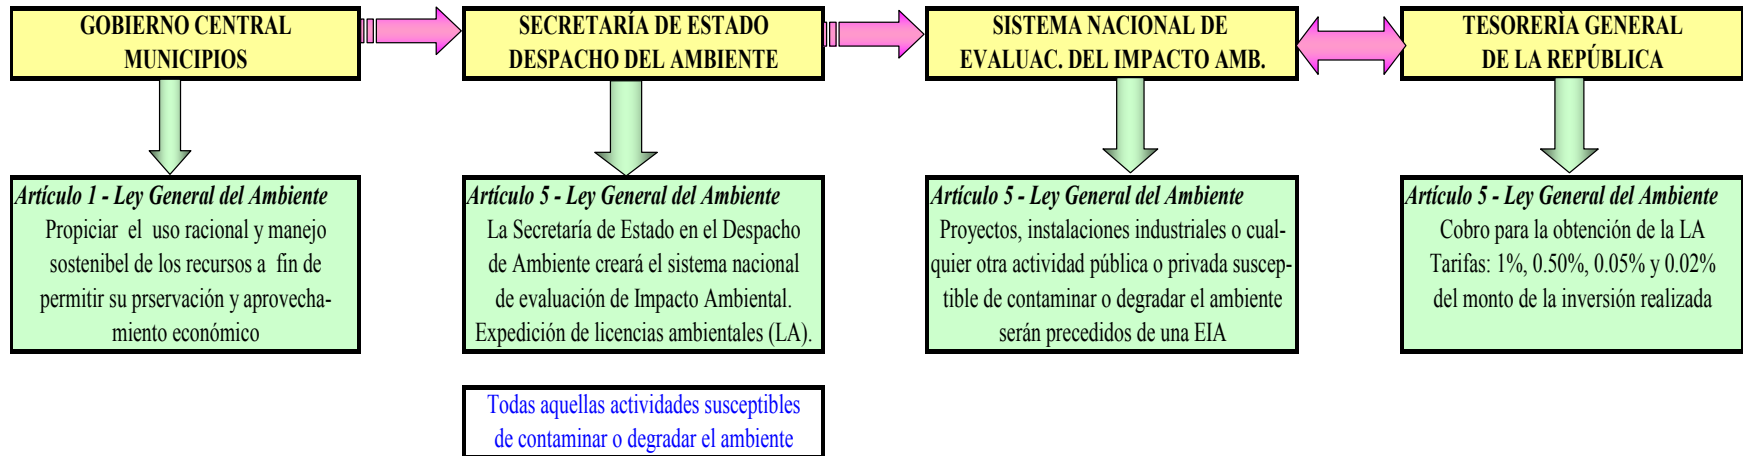 GOBIERNO CENTRAL
MUNICIPIOS
SECRETARÍA DE ESTADO
DESPACHO DEL AMBIENTE
SISTEMA NACIONAL DE
EVALUAC. DEL IMPACTO AMB.
TESORERÌA GENERAL
DE LA REPÚBLICA
Artículo 1 - Ley General del Ambiente
Propiciar el uso racional y manejo
sostenibel de los recursos a fin de
permitir su prservación y aprovecha-
miento económico
Artículo 5 - Ley General del Ambiente
La Secretaría de Estado en el Despacho
de Ambiente creará el sistema nacional
de evaluación de Impacto Ambiental.
Expedición de licencias ambientales (LA).
Artículo 5 - Ley General del Ambiente
Proyectos, instalaciones industriales o cual-
quier otra actividad pública o privada suscep-
tible de contaminar o degradar el ambiente
serán precedidos de una EIA
Artículo 5 - Ley General del Ambiente
Cobro para la obtención de la LA
Tarifas: 1%, 0.50%, 0.05% y 0.02%
del monto de la inversión realizada
Todas aquellas actividades susceptibles
de contaminar o degradar el ambiente